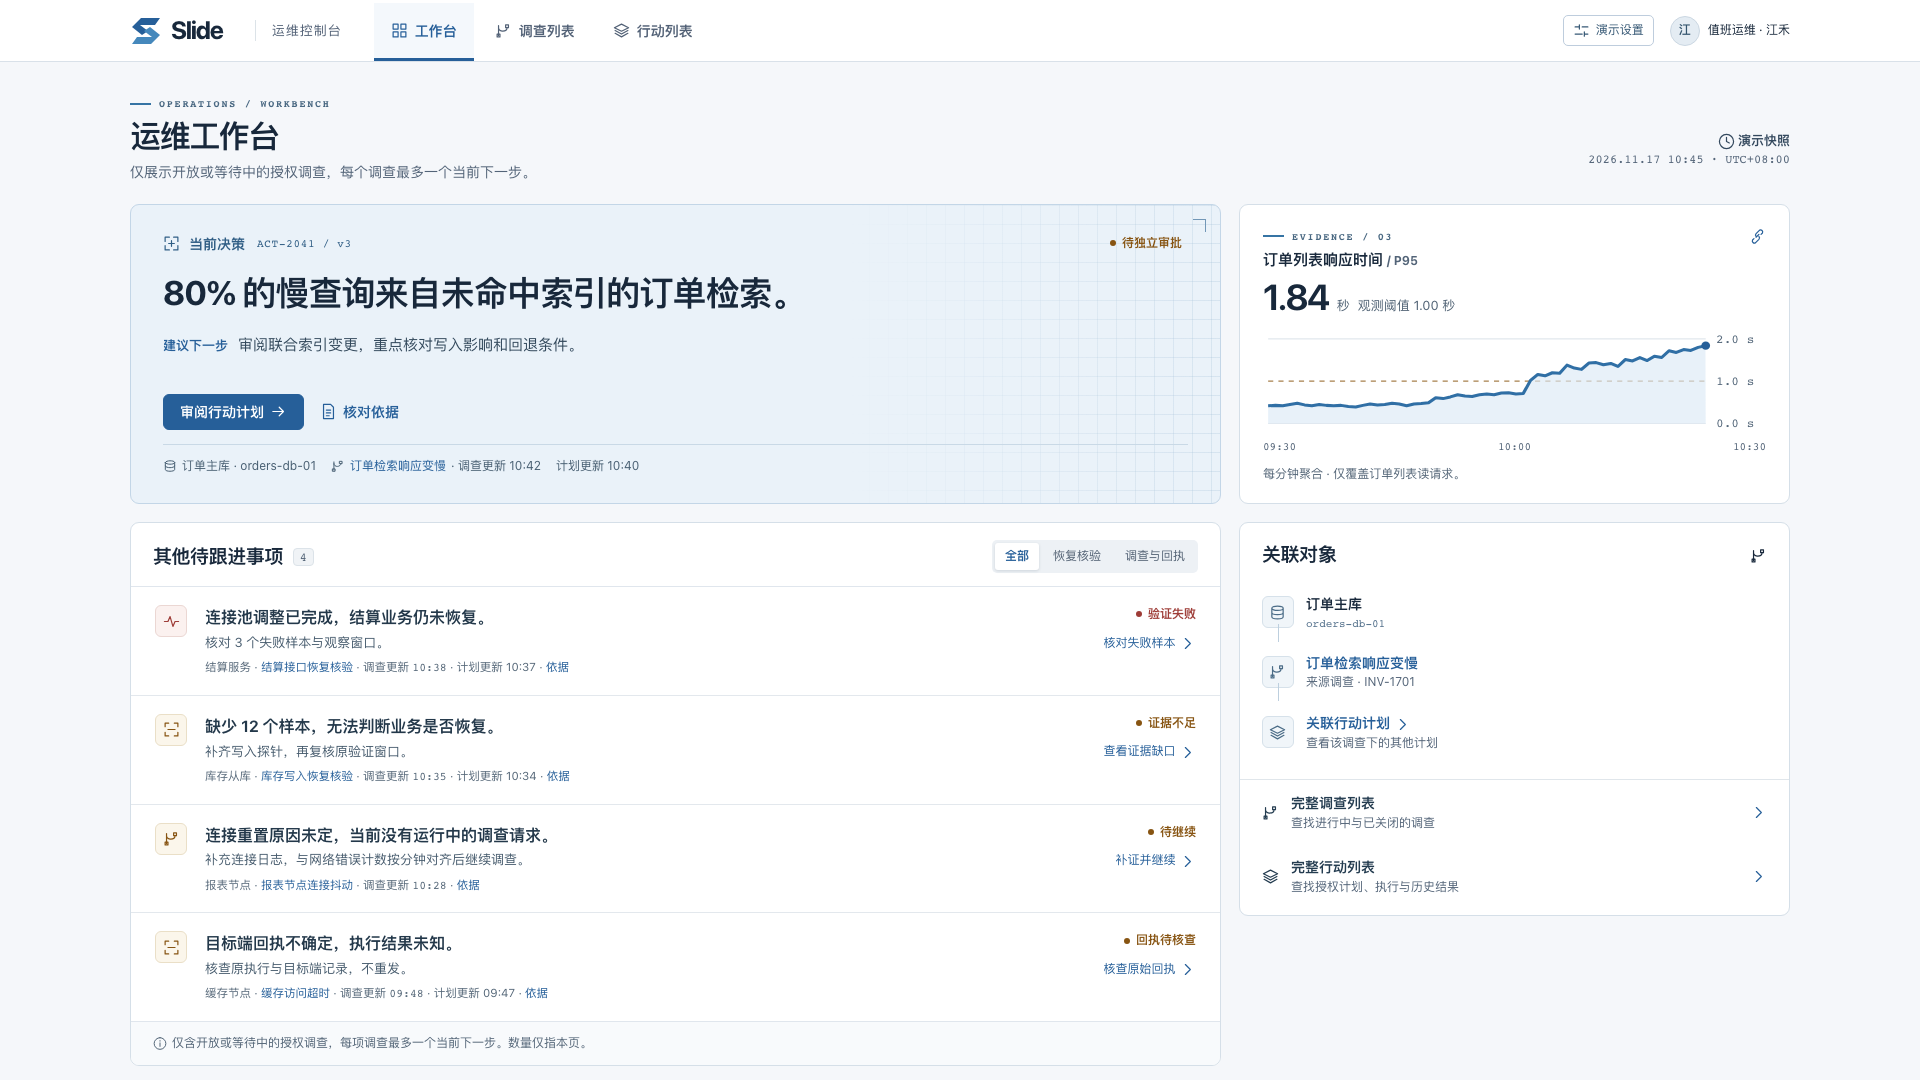 Slide
运维控制台
工作台
调查列表
行动列表
演示设置
江
值班运维 · 江禾
OPERATIONS / WORKBENCH
运维工作台
仅展示开放或等待中的授权调查，每个调查最多一个当前下一步。
演示快照
2026.11.17 10:45 · UTC+08:00
当前决策 ACT-2041 / v3
待独立审批
80% 的慢查询来自未命中索引的订单检索。
建议下一步 审阅联合索引变更，重点核对写入影响和回退条件。
审阅行动计划
核对依据
订单主库 · orders-db-01 订单检索响应变慢 · 调查更新 10:42 计划更新 10:40
EVIDENCE / 03
订单列表响应时间 / P95
1.84 秒 观测阈值 1.00 秒
2.0 s
1.0 s
0.0 s
09:30 10:00 10:30
每分钟聚合 · 仅覆盖订单列表读请求。
其他待跟进事项 4
全部 恢复核验 调查与回执
连接池调整已完成，结算业务仍未恢复。
验证失败
核对 3 个失败样本与观察窗口。
核对失败样本
结算服务 · 结算接口恢复核验 · 调查更新 10:38 · 计划更新 10:37 · 依据
缺少 12 个样本，无法判断业务是否恢复。
证据不足
补齐写入探针，再复核原验证窗口。
查看证据缺口
库存从库 · 库存写入恢复核验 · 调查更新 10:35 · 计划更新 10:34 · 依据
连接重置原因未定，当前没有运行中的调查请求。
待继续
补充连接日志，与网络错误计数按分钟对齐后继续调查。
补证并继续
报表节点 · 报表节点连接抖动 · 调查更新 10:28 · 依据
目标端回执不确定，执行结果未知。
回执待核查
核查原执行与目标端记录，不重发。
核查原始回执
缓存节点 · 缓存访问超时 · 调查更新 09:48 · 计划更新 09:47 · 依据
仅含开放或等待中的授权调查，每项调查最多一个当前下一步。数量仅指本页。
关联对象
订单主库
orders-db-01
订单检索响应变慢
来源调查 · INV-1701
关联行动计划
查看该调查下的其他计划
完整调查列表
查找进行中与已关闭的调查
完整行动列表
查找授权计划、执行与历史结果